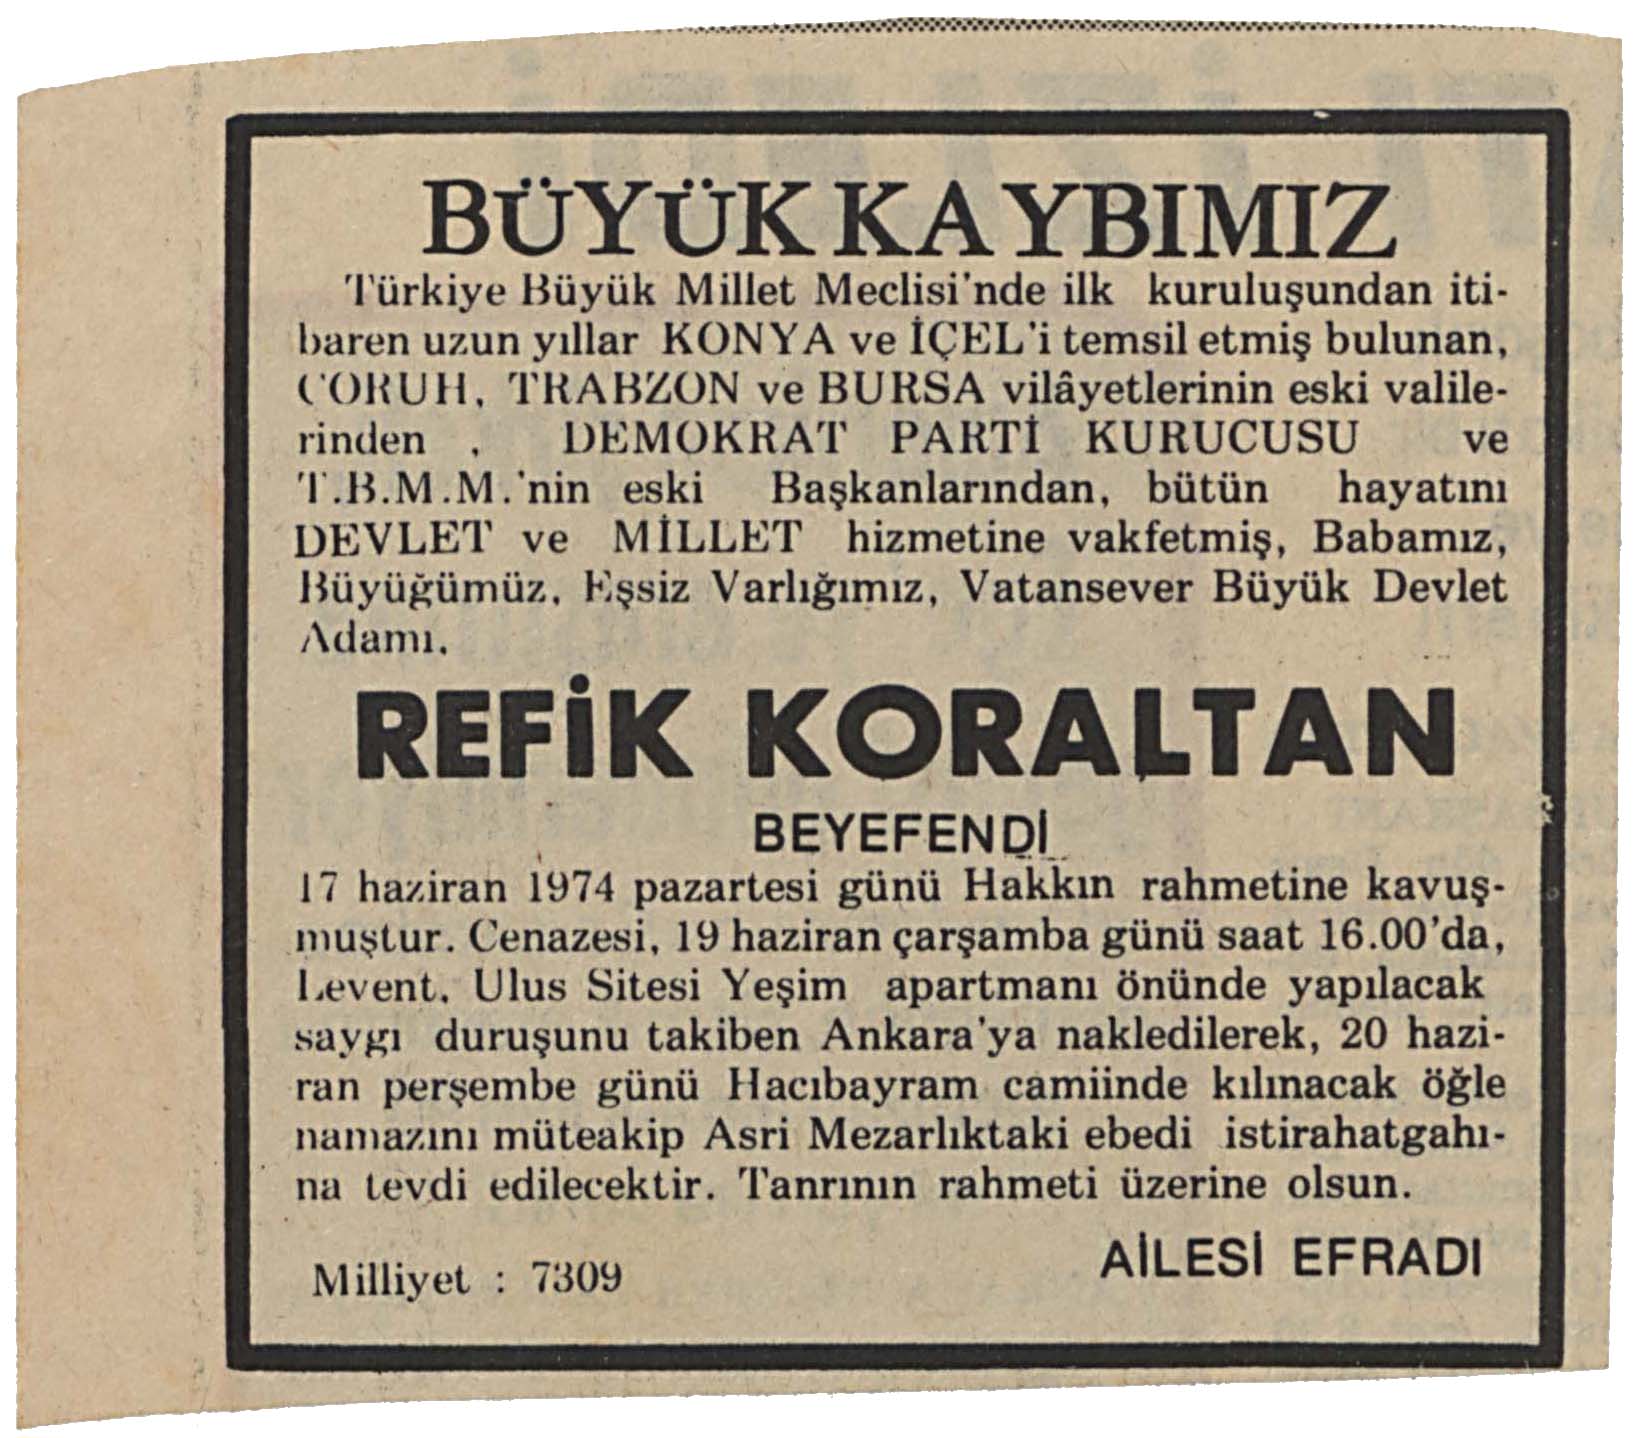 BÜYÜK KAYBIMIZ
Türkiye Büyük Millet Meclisi'nde ilk kuruluşundan iti-
baren uzun yıllar KONYA ve İÇEL'i temsil etmiş bulunan,
ÇORUH, TRABZON ve BURSA vilâyetlerinin eski valile-
rinden , DEMOKRAT PARTİ KURUCUSU ve
T.B.M.M.'nin eski Başkanlarından, bütün hayatını
DEVLET ve MİLLET hizmetine vakfetmiş, Babamız,
Büyüğümüz, Eşsiz Varlığımız, Vatansever Büyük Devlet
Adamı,
REFİK KORALTAN
BEYEFENDİ
17 haziran 1974 pazartesi günü Hakkın rahmetine kavuş-
muştur. Cenazesi, 19 haziran çarşamba günü saat 16.00'da,
Levent, Ulus Sitesi Yeşim apartmanı önünde yapılacak
saygı duruşunu takiben Ankara'ya nakledilerek, 20 hazi-
ran perşembe günü Hacıbayram camiinde kılınacak öğle
namazını müteakip Asri Mezarlıktaki ebedi istirahatgahı-
na tevdi edilecektir. Tanrının rahmeti üzerine olsun.
AİLESİ EFRADI
Milliyet : 7309